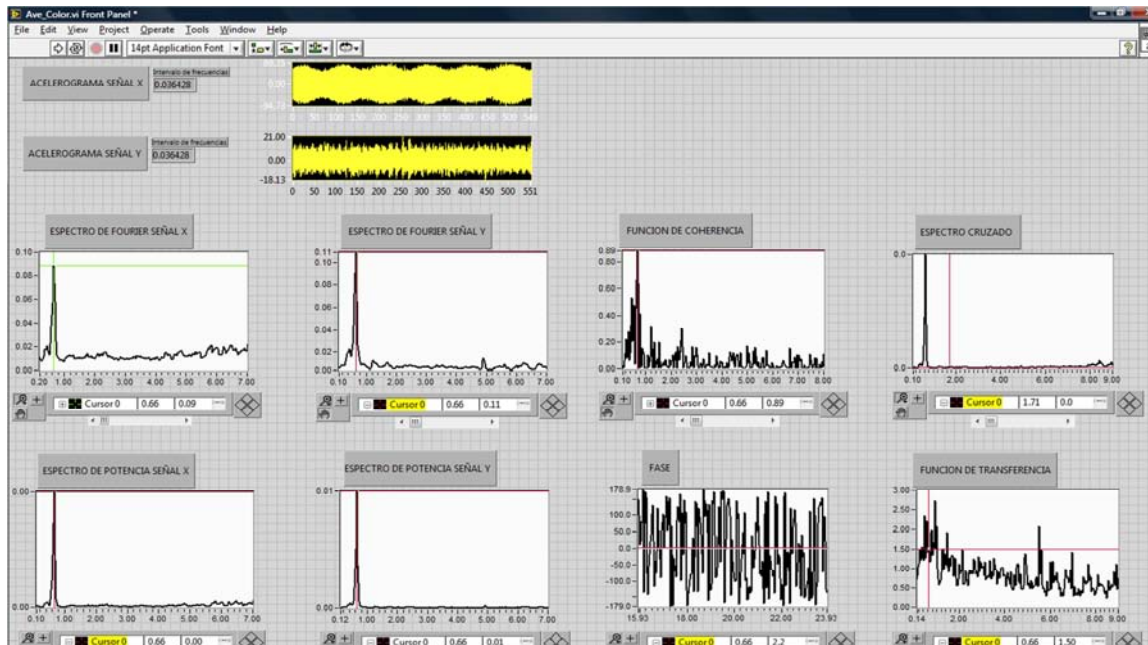 Ave_Color.vi Front Panel *
File Edit View Project Operate Tools Window Help
14pt Application Font
ACELEROGRAMA SEÑAL X
Intervalo de frecuencias
0.036428
0.00
0 50 100 150 200 250 300 350 400 450 500
ACELEROGRAMA SEÑAL Y
Intervalo de frecuencias
0.036428
21.00
0.00
-18.13
0 50 100 150 200 250 300 350 400 450 500 551
ESPECTRO DE FOURIER SEÑAL X
0.10
0.08
0.06
0.04
0.02
0.00
0.20 1.00 2.00 3.00 4.00 5.00 6.00 7.00
Cursor 0 0.66 0.09
ESPECTRO DE FOURIER SEÑAL Y
0.11
0.10
0.08
0.06
0.04
0.02
0.00
0.10 1.00 2.00 3.00 4.00 5.00 6.00 7.00
Cursor 0 0.66 0.11
FUNCION DE COHERENCIA
0.89
0.80
0.60
0.40
0.20
0.00
0.10 1.00 2.00 3.00 4.00 5.00 6.00 7.00 8.00
Cursor 0 0.66 0.89
ESPECTRO CRUZADO
0.0
0.0
0.10 2.00 4.00 6.00 8.00 9.00
Cursor 0 1.71 0.0
ESPECTRO DE POTENCIA SEÑAL X
0.00
0.00
0.10 1.00 2.00 3.00 4.00 5.00 6.00 7.00
Cursor 0 0.66 0.00
ESPECTRO DE POTENCIA SEÑAL Y
0.01
0.00
0.10 1.00 2.00 3.00 4.00 5.00 6.00 7.00
Cursor 0 0.66 0.01
FASE
178.9
100.0
50.0
0.0
-50.0
-100.0
-179.0
15.93 18.00 20.00 22.00 23.93
Cursor 0 0.66 2.2
FUNCION DE TRANSFERENCIA
3.00
2.50
2.00
1.50
1.00
0.50
0.00
0.14 2.00 4.00 6.00 8.00 9.00
Cursor 0 0.66 1.50